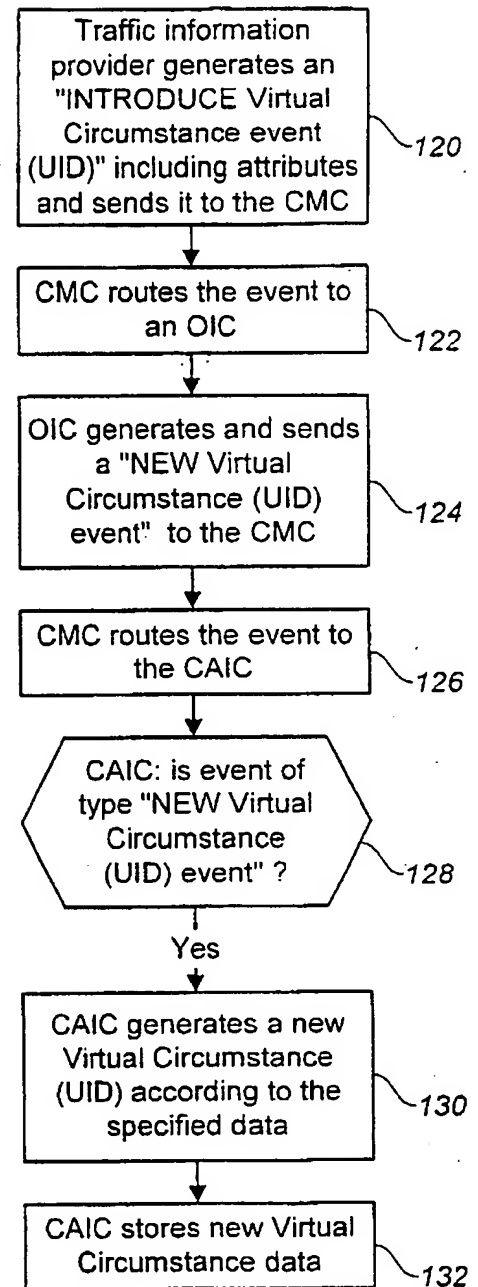 Traffic information
provider generates an
"INTRODUCE Virtual
Circumstance event
(UID)" including attributes
and sends it to the CMC
120
CMC routes the event to
an OIC
122
OIC generates and sends
a "NEW Virtual
Circumstance (UID)
event" to the CMC
124
CMC routes the event to
the CAIC
126
CAIC: is event of
type "NEW Virtual
Circumstance
(UID) event" ?
128
Yes
CAIC generates a new
Virtual Circumstance
(UID) according to the
specified data
130
CAIC stores new Virtual
Circumstance data
132